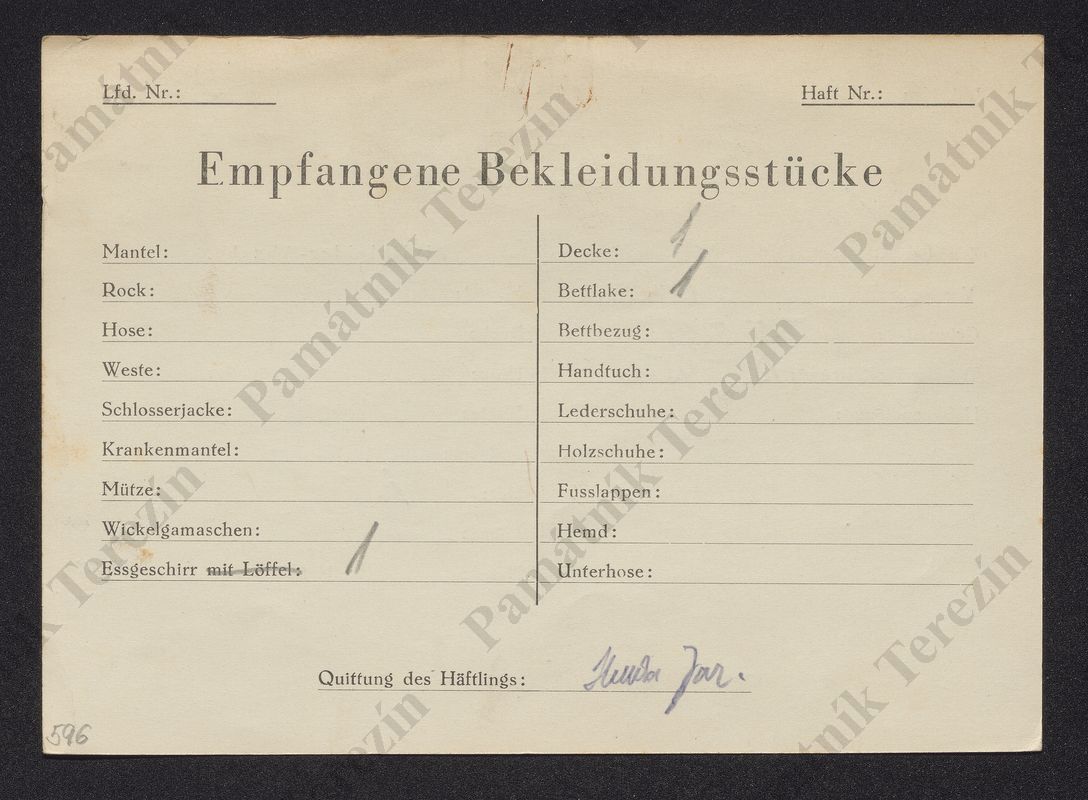 Lfd. Nr.:
Haft Nr.:
Empfangene Bekleidungsstücke
Mantel:
Rock:
Hose:
Weste:
Schlosserjacke:
Krankenmantel:
Mütze:
Wickelgamaschen:
Essgeschirr mit Löffel: 1
Decke: 1
Bettlake: 1
Bettbezug:
Handtuch:
Lederschuhe:
Holzschuhe:
Fusslappen:
Hemd:
Unterhose:
Quittung des Häftlings: Jar.
596
Památník Terezín